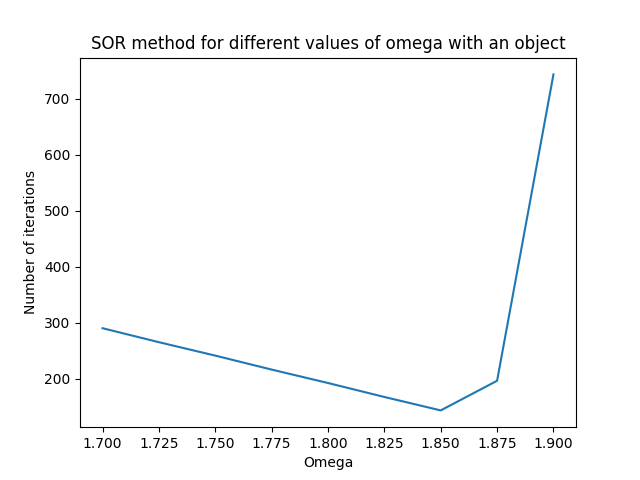 SOR method for different values of omega with an object
Number of iterations
700
600
500
400
300
200
1.700 1.725 1.750 1.775 1.800 1.825 1.850 1.875 1.900
Omega